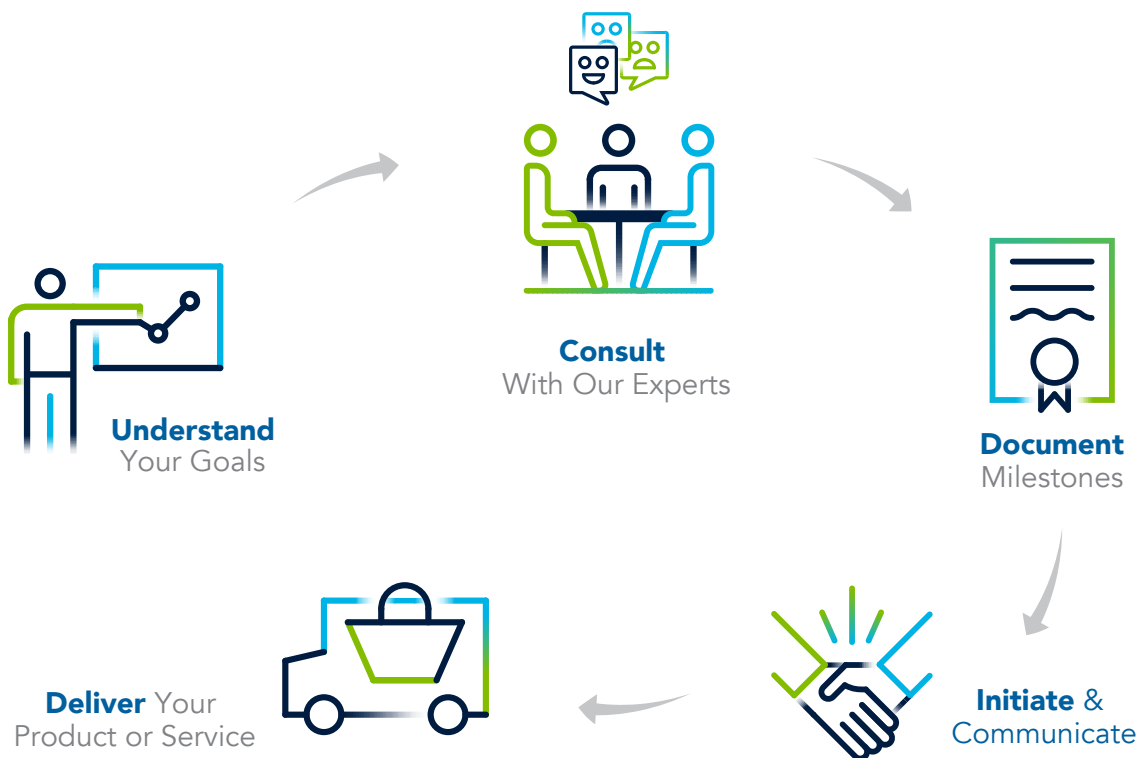 Understand
Your Goals
Consult
With Our Experts
Document
Milestones
Initiate &
Communicate
Deliver Your
Product or Service